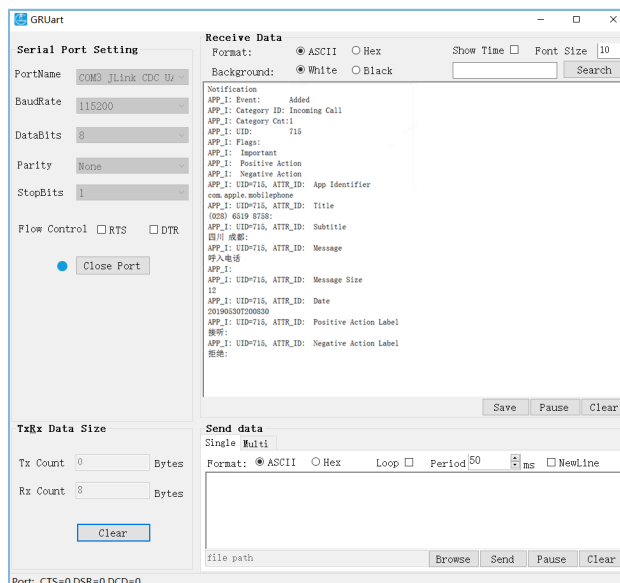 GRUart
Serial Port Setting
PortName COM3 JLink CDC UA
BaudRate 115200
DataBits 8
Parity None
StopBits 1
Flow Control RTS DTR
Close Port
TxRx Data Size
Tx Count 0 Bytes
Rx Count 8 Bytes
Clear
Receive Data
Format: ASCII Hex Show Time Font Size 10
Background: White Black Search
Notification
APP_I: Event: Added
APP_I: Category ID: Incoming Call
APP_I: Category Cnt:1
APP_I: UID: 715
APP_I: Flags:
APP_I: Important
APP_I: Positive Action
APP_I: Negative Action
APP_I: UID=715, ATTR_ID: App Identifier
com.apple.mobilephone
APP_I: UID=715, ATTR_ID: Title
(028) 6519 8758:
APP_I: UID=715, ATTR_ID: Subtitle
四川 成都:
APP_I: UID=715, ATTR_ID: Message
呼入电话
APP_I:
APP_I: UID=715, ATTR_ID: Message Size
12
APP_I: UID=715, ATTR_ID: Date
20190530T200830
APP_I: UID=715, ATTR_ID: Positive Action Label
接听:
APP_I: UID=715, ATTR_ID: Negative Action Label
拒绝:
Save Pause Clear
Send data
Single Multi
Format: ASCII Hex Loop Period 50 ms NewLine
file path Browse Send Pause Clear
Port: CTS=0 DSR=0 DCD=0